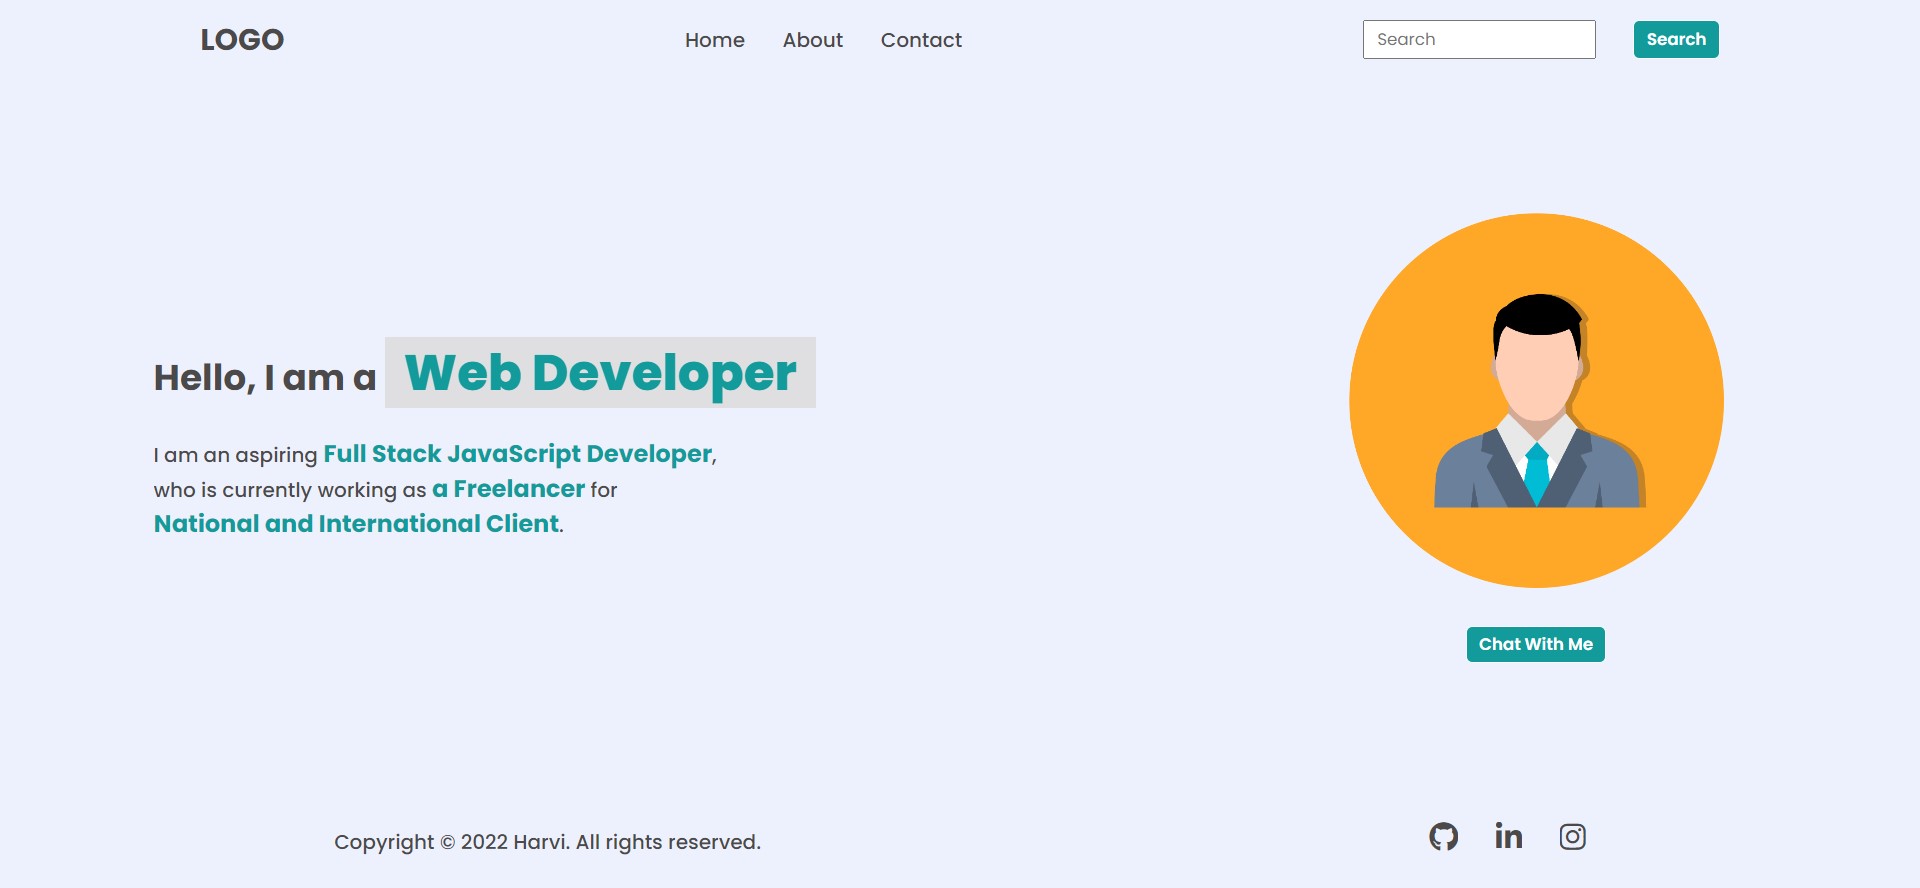 LOGO
Home About Contact
Search
Search
Hello, I am a Web Developer
I am an aspiring Full Stack JavaScript Developer,
who is currently working as a Freelancer for
National and International Client.
Chat With Me
Copyright © 2022 Harvi. All rights reserved.
in